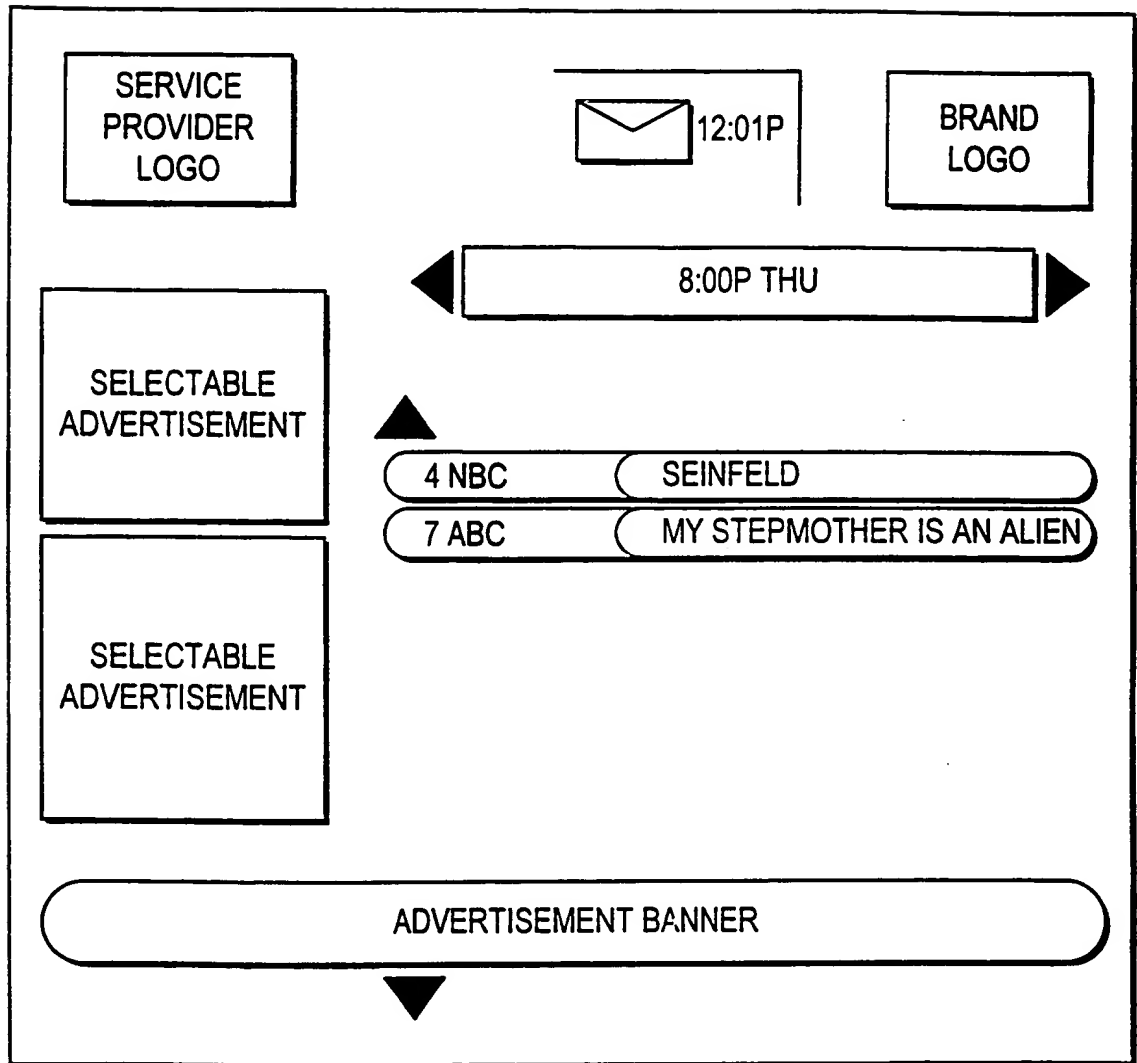 SERVICE
PROVIDER
LOGO
12:01P
BRAND
LOGO
8:00P THU
SELECTABLE
ADVERTISEMENT
4 NBC SEINFELD
7 ABC MY STEPMOTHER IS AN ALIEN
SELECTABLE
ADVERTISEMENT
ADVERTISEMENT BANNER